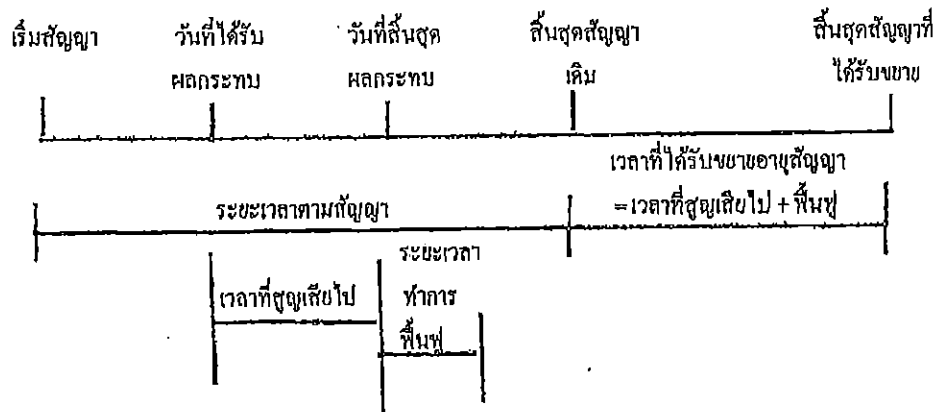 เริ่มสัญญา
วันที่ได้รับ
ผลกระทบ
วันที่สิ้นสุด
ผลกระทบ
สิ้นสุดสัญญา
เดิม
สิ้นสุดสัญญาที่
ได้รับขยาย
เวลาที่ได้รับขยายอายุสัญญา
=เวลาที่สูญเสียไป + ฟื้นฟู
ระยะเวลาตามสัญญา
เวลาที่สูญเสียไป
ระยะเวลา
ทำการ
ฟื้นฟู